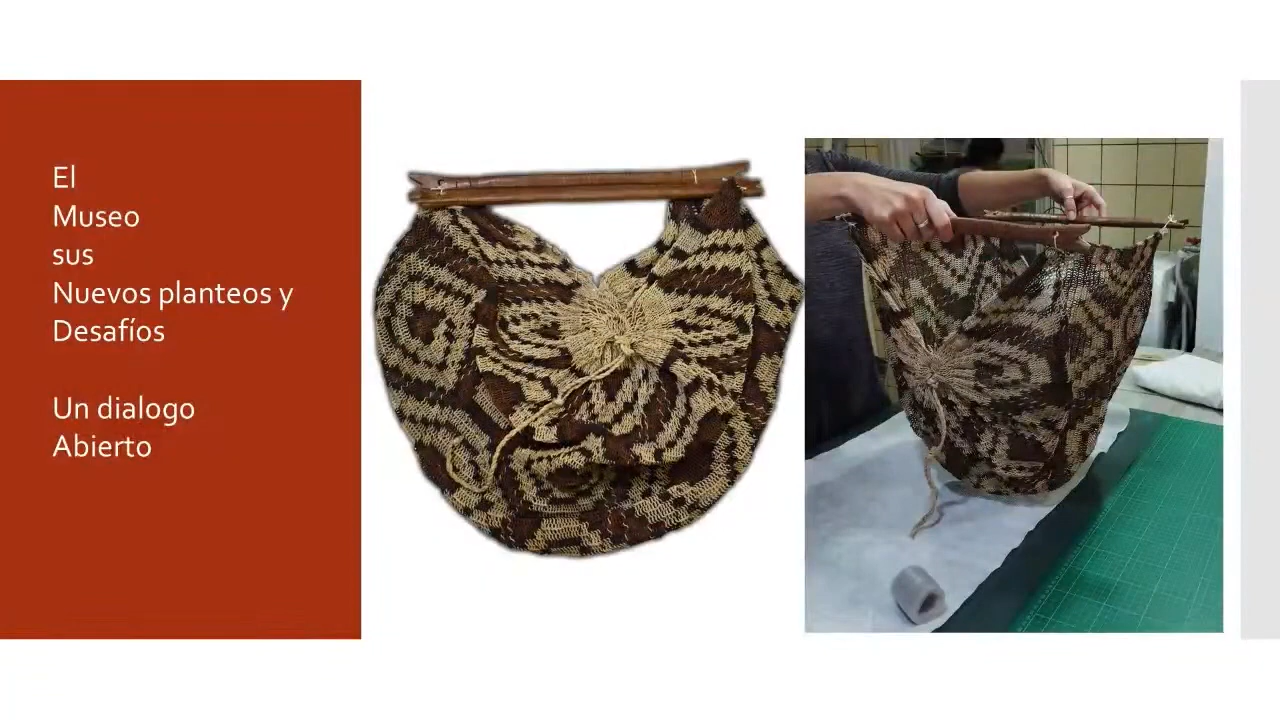 El
Museo
sus
Nuevos planteos y
Desafíos
Un dialogo
Abierto